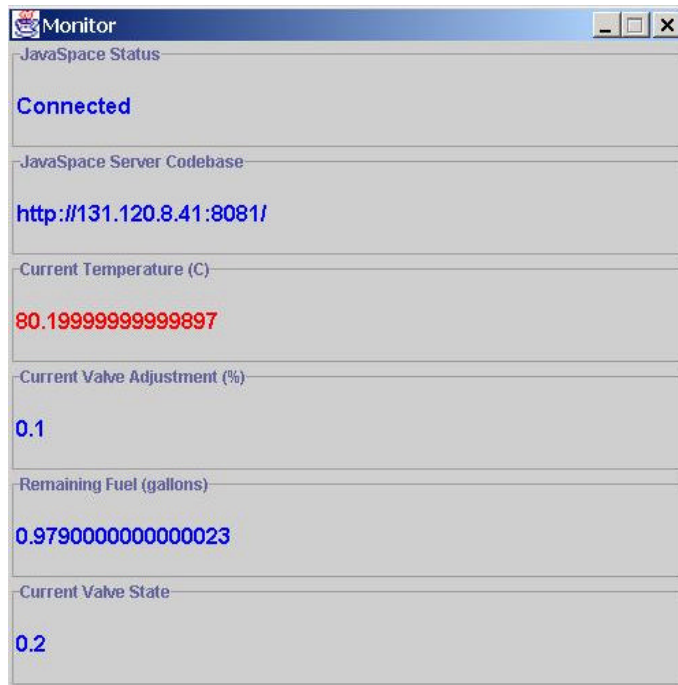 Monitor
JavaSpace Status
Connected
JavaSpace Server Codebase
http://131.120.8.41:8081/
Current Temperature (C)
80.19999999999897
Current Valve Adjustment (%)
0.1
Remaining Fuel (gallons)
0.9790000000000023
Current Valve State
0.2